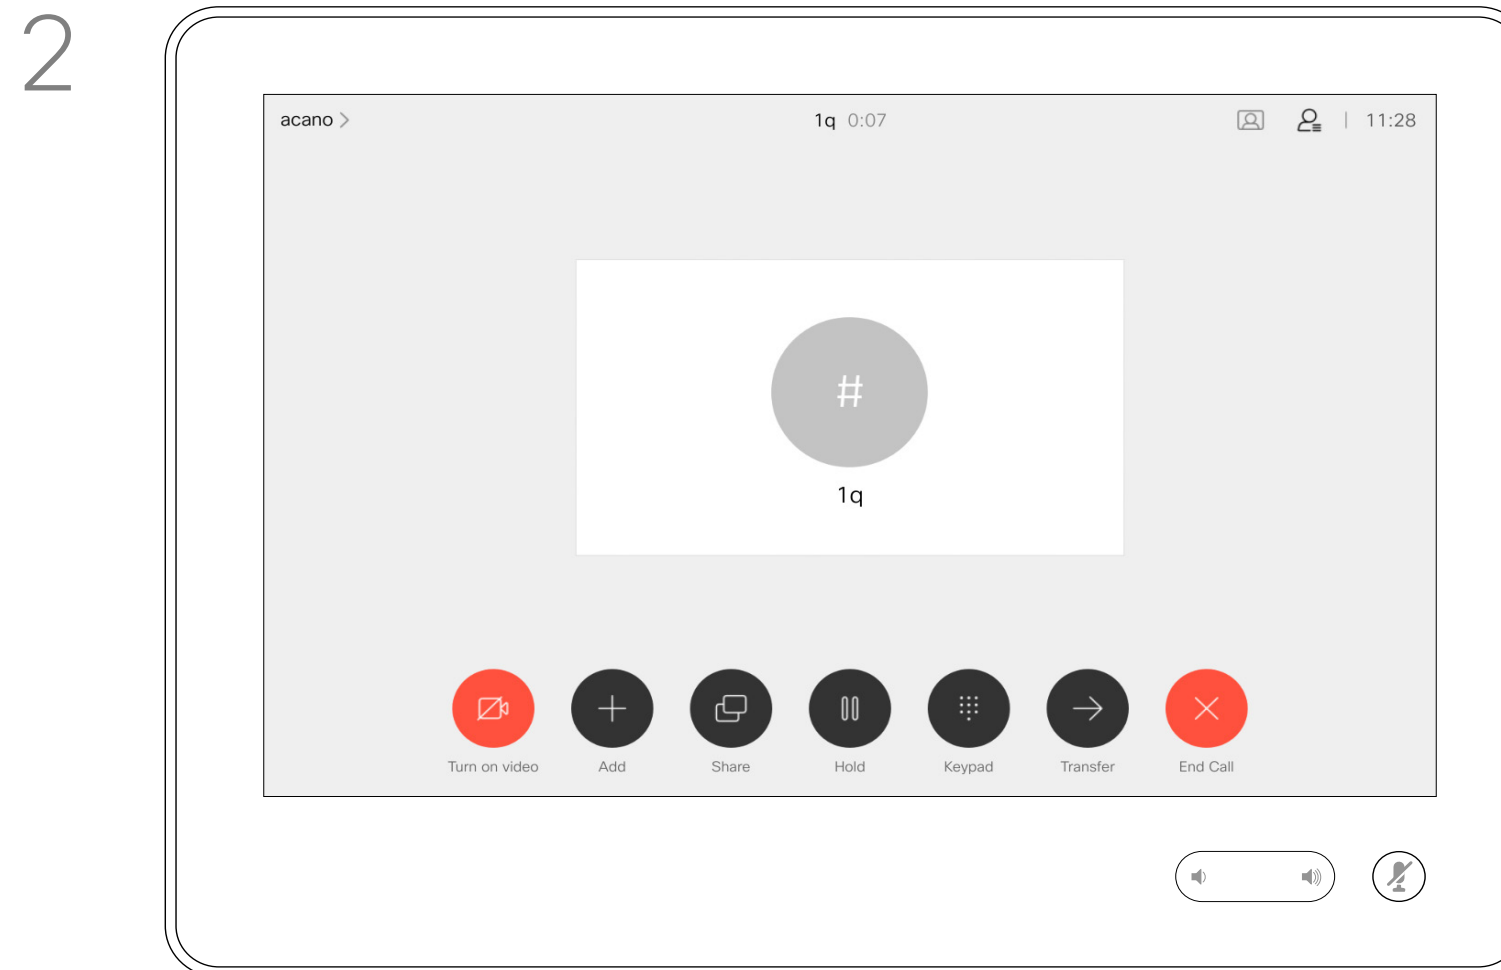 2
acano >
1q 0:07
11:28
#
1q
Turn on video
Add
Share
Hold
Keypad
Transfer
End Call